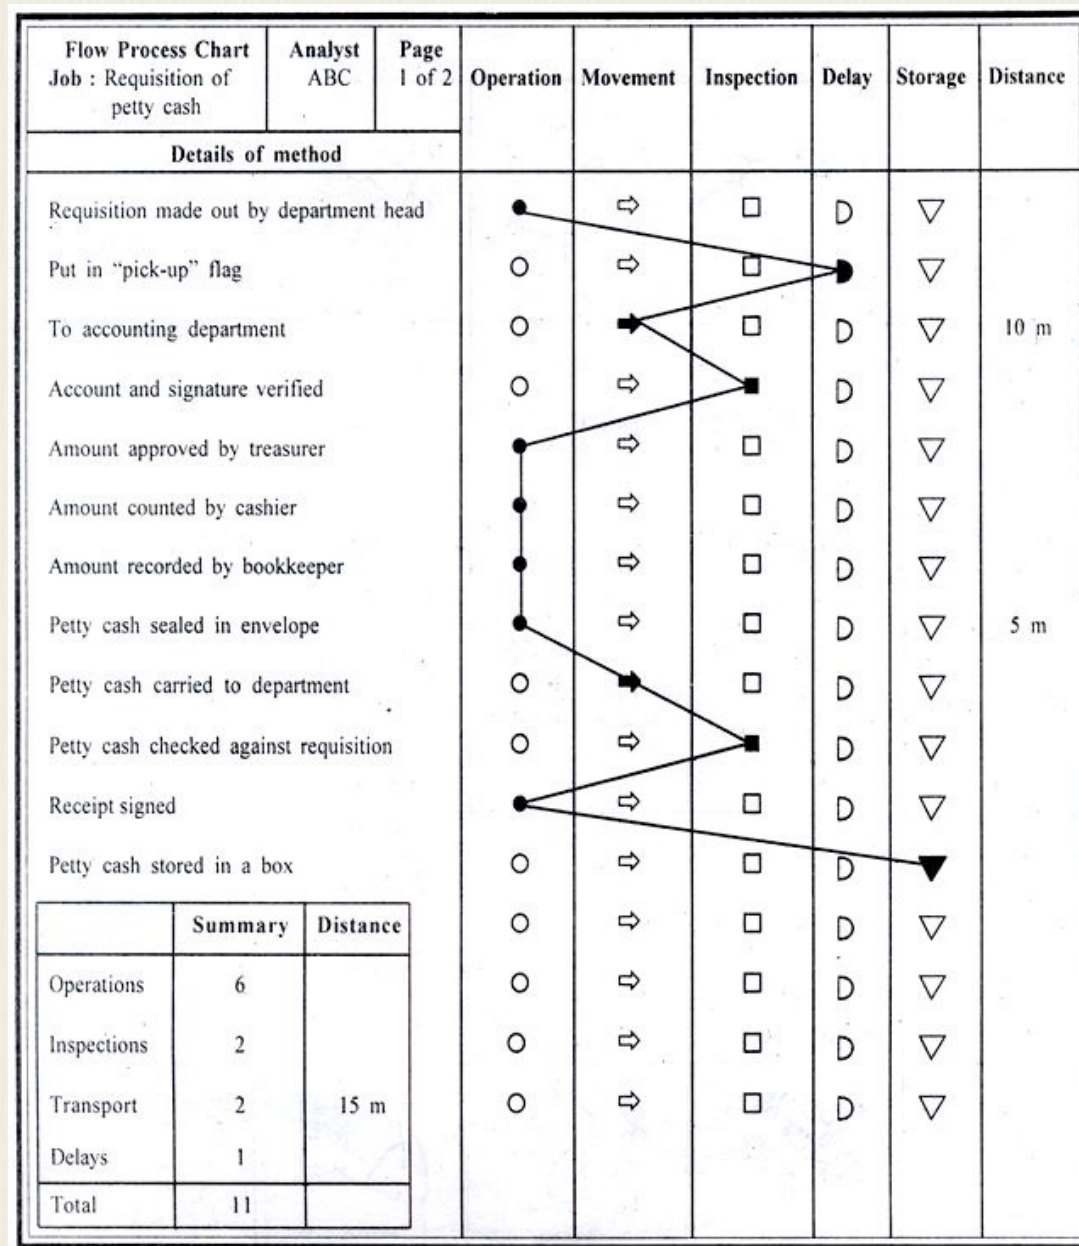 Flow Process Chart
Job : Requisition of
petty cash
Analyst
ABC
Page
1 of 2
Operation
Movement
Inspection
Delay
Storage
Distance
Details of method
Requisition made out by department head
Put in “pick-up” flag
To accounting department
10 m
Account and signature verified
Amount approved by treasurer
Amount counted by cashier
Amount recorded by bookkeeper
Petty cash sealed in envelope
5 m
Petty cash carried to department
Petty cash checked against requisition
Receipt signed
Petty cash stored in a box
Summary Distance
Operations 6
Inspections 2
Transport 2 15 m
Delays 1
Total 11